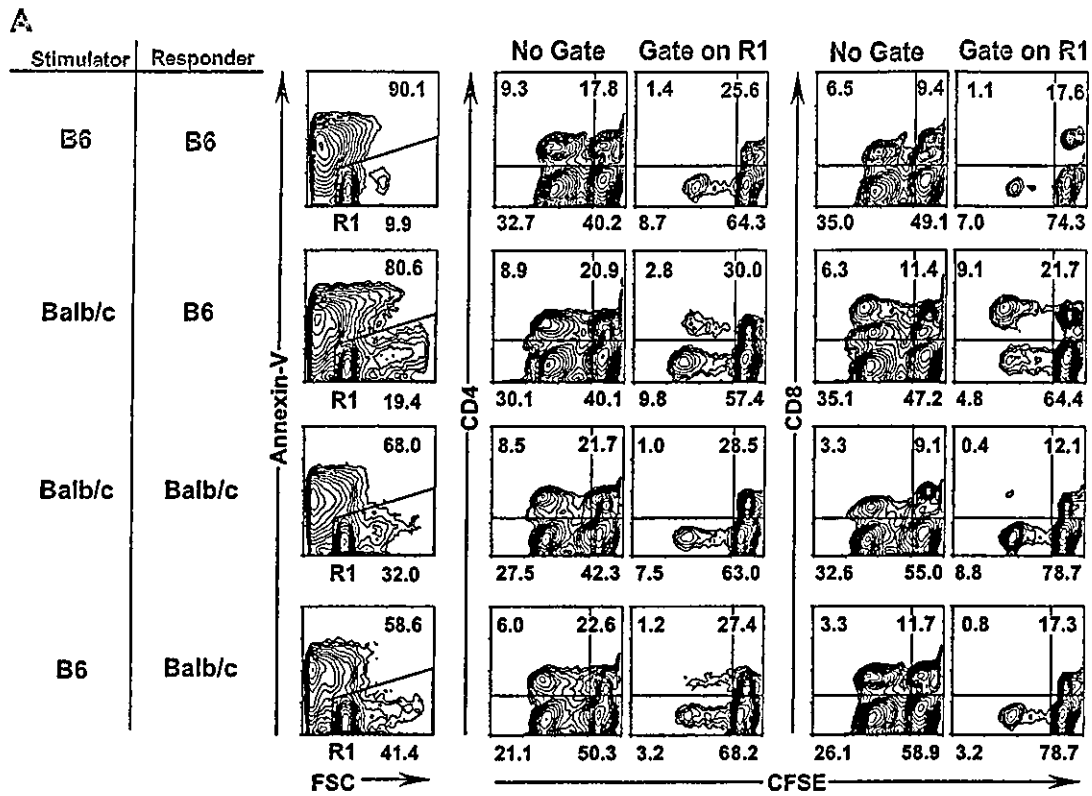 A
Stimulator Responder
No Gate Gate on R1 No Gate Gate on R1
B6 B6
90.1
R1 9.9
9.3 17.8
32.7 40.2
1.4 25.6
8.7 64.3
6.5 9.4
35.0 49.1
1.1 17.6
7.0 74.3
Balb/c B6
80.6
R1 19.4
8.9 20.9
30.1 40.1
2.8 30.0
9.8 57.4
6.3 11.4
35.1 47.2
9.1 21.7
4.8 64.4
Balb/c Balb/c
68.0
R1 32.0
8.5 21.7
27.5 42.3
1.0 28.5
7.5 63.0
3.3 9.1
32.6 55.0
0.4 12.1
8.8 78.7
B6 Balb/c
58.6
R1 41.4
6.0 22.6
21.1 50.3
1.2 27.4
3.2 68.2
3.3 11.7
26.1 58.9
0.8 17.3
3.2 78.7
Annexin-V
CD4
CD8
FSC
CFSE